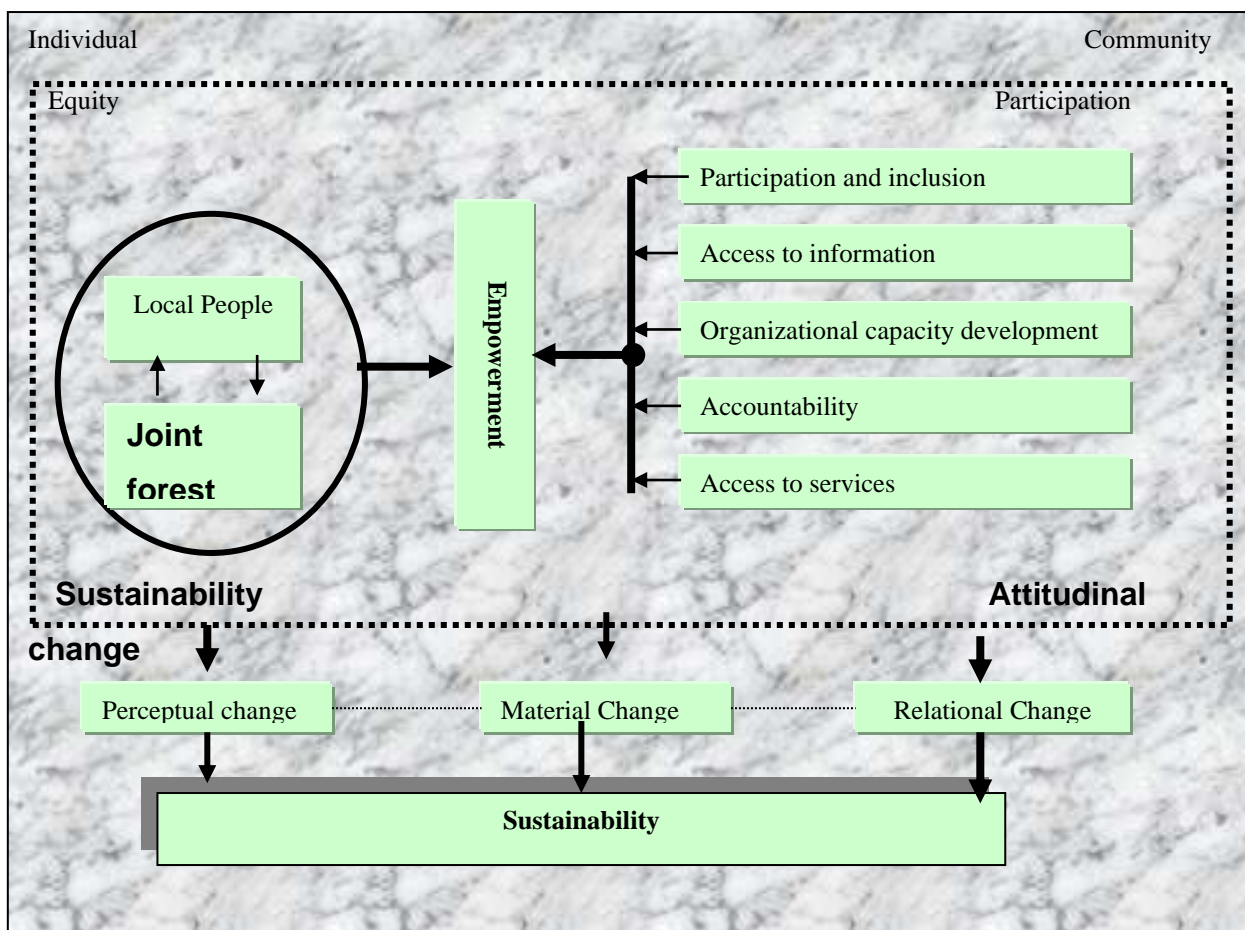 Individual Community
Equity Participation
Participation and inclusion
Access to information
Organizational capacity development
Accountability
Access to services
Empowerment
Local People
Joint
forest
Sustainability Attitudinal
change
Perceptual change Material Change Relational Change
Sustainability